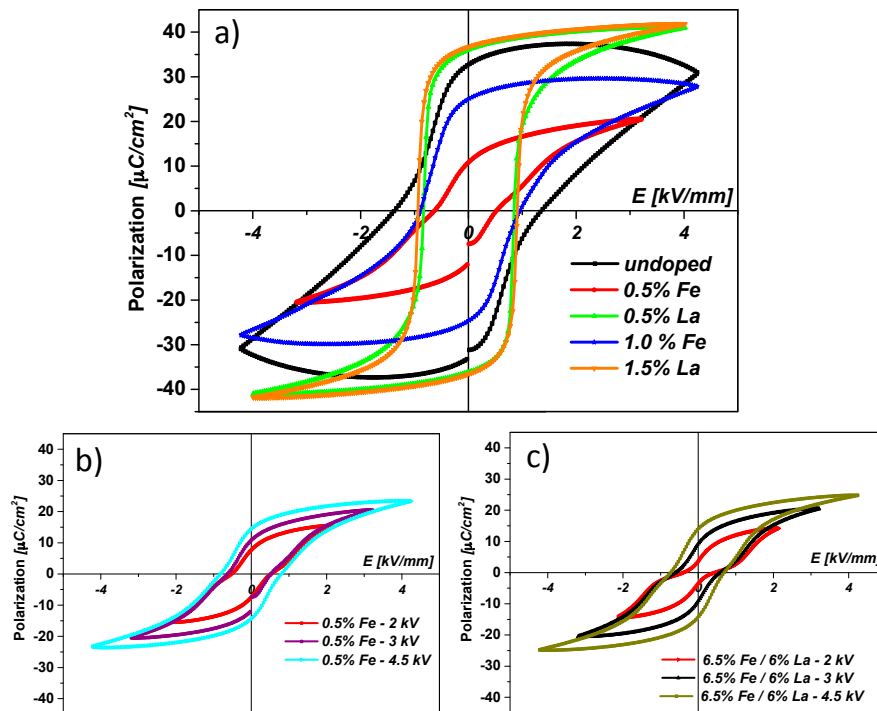 a)
40
30
20
10
0
-10
-20
-30
-40
Polarization [μC/cm²]
-4
-2
0
2
4
E [kV/mm]
undoped
0.5% Fe
0.5% La
1.0 % Fe
1.5% La
b)
40
30
20
10
0
-10
-20
-30
-40
Polarization [μC/cm²]
-4
-2
0
2
4
E [kV/mm]
0.5% Fe - 2 kV
0.5% Fe - 3 kV
0.5% Fe - 4.5 kV
c)
40
30
20
10
0
-10
-20
-30
-40
Polarization [μC/cm²]
-4
-2
0
2
4
E [kV/mm]
6.5% Fe / 6% La - 2 kV
6.5% Fe / 6% La - 3 kV
6.5% Fe / 6% La - 4.5 kV